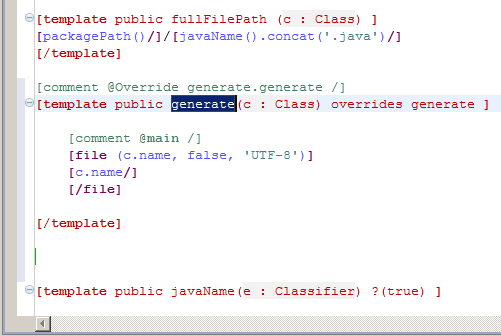 [template public fullFilePath (c : Class) ]
[packagePath()/]/[javaName().concat('.java')/]
[/template]
[comment @Override generate.generate /]
[template public generate(c : Class) overrides generate ]
[comment @main /]
[file (c.name, false, 'UTF-8')]
[c.name/]
[/file]
[/template]
[template public javaName(e : Classifier) ?(true) ]